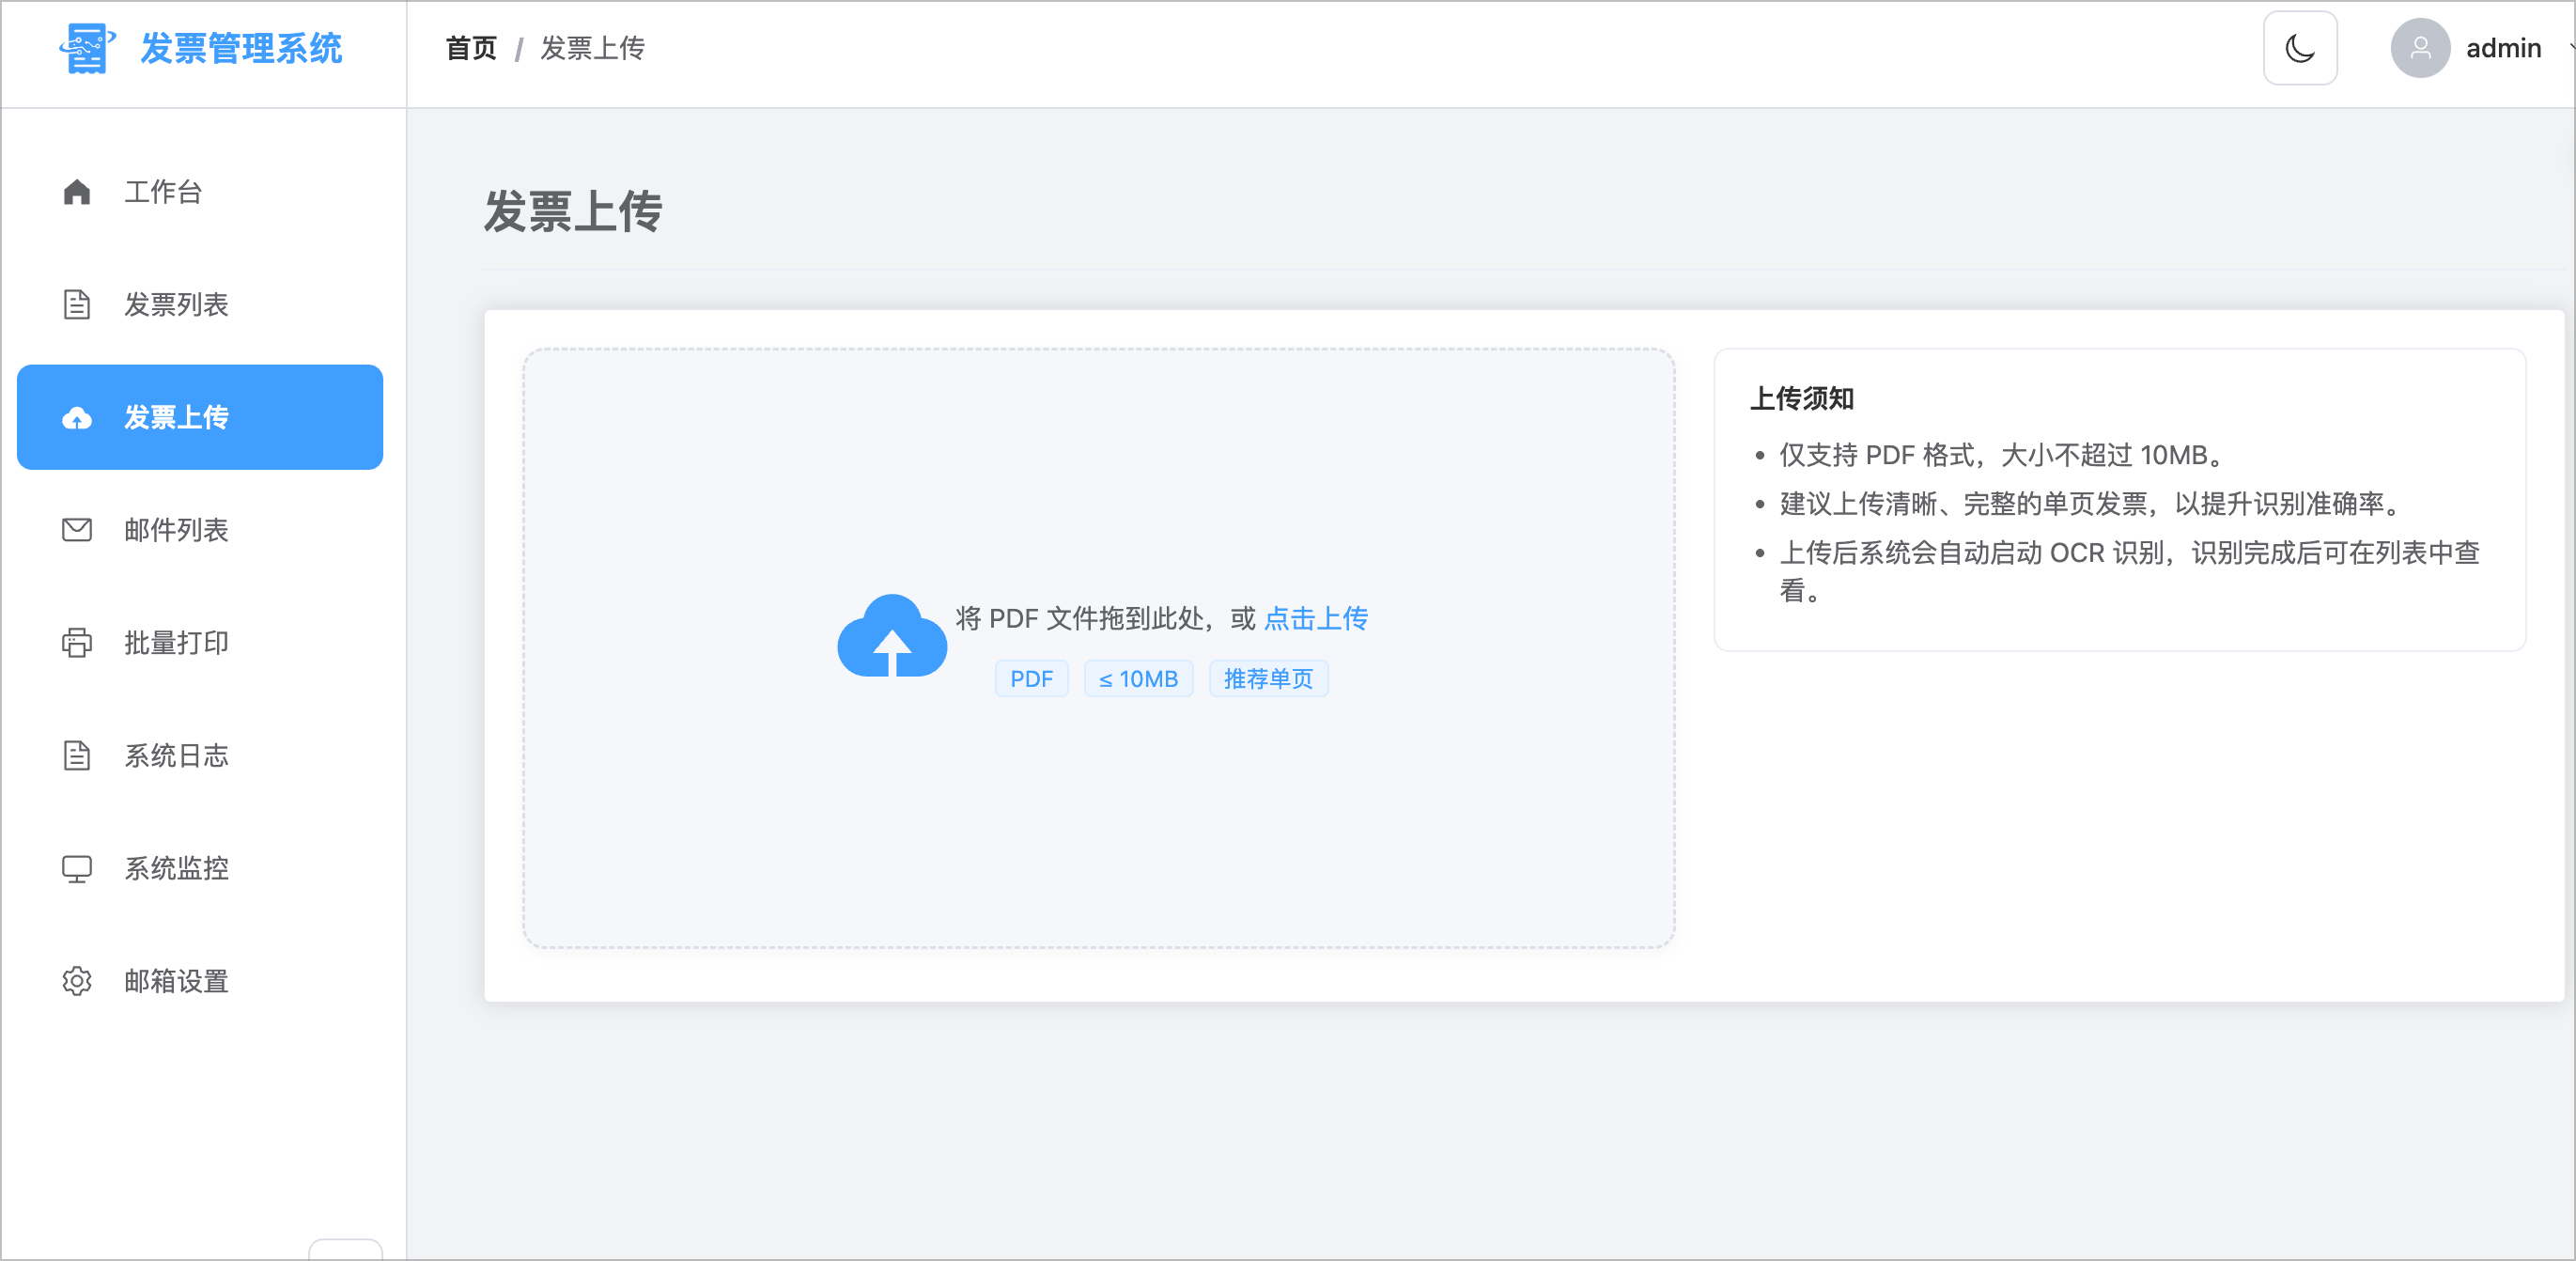 发票管理系统
首页 / 发票上传
admin
工作台
发票列表
发票上传
邮件列表
批量打印
系统日志
系统监控
邮箱设置
发票上传
将 PDF 文件拖到此处，或 点击上传
PDF
≤ 10MB
推荐单页
上传须知
• 仅支持 PDF 格式，大小不超过 10MB。
• 建议上传清晰、完整的单页发票，以提升识别准确率。
• 上传后系统会自动启动 OCR 识别，识别完成后可在列表中查
看。